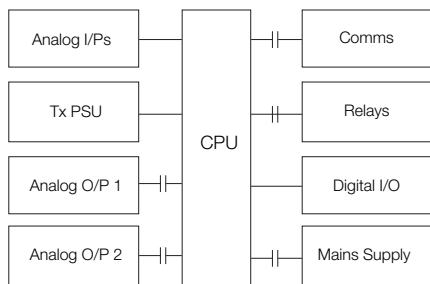 Analog I/Ps
Tx PSU
Analog O/P 1
Analog O/P 2
CPU
Comms
Relays
Digital I/O
Mains Supply